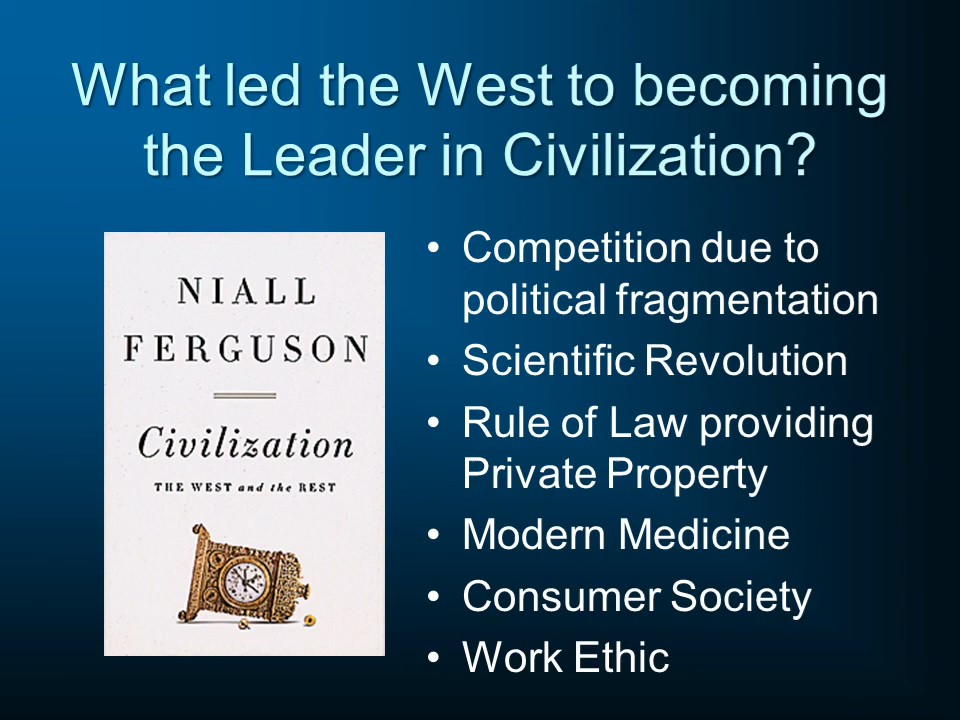 What led the West to becoming
the Leader in Civilization?
NIALL
FERGUSON
Civilization
THE WEST and the REST
• Competition due to
political fragmentation
• Scientific Revolution
• Rule of Law providing
Private Property
• Modern Medicine
• Consumer Society
• Work Ethic